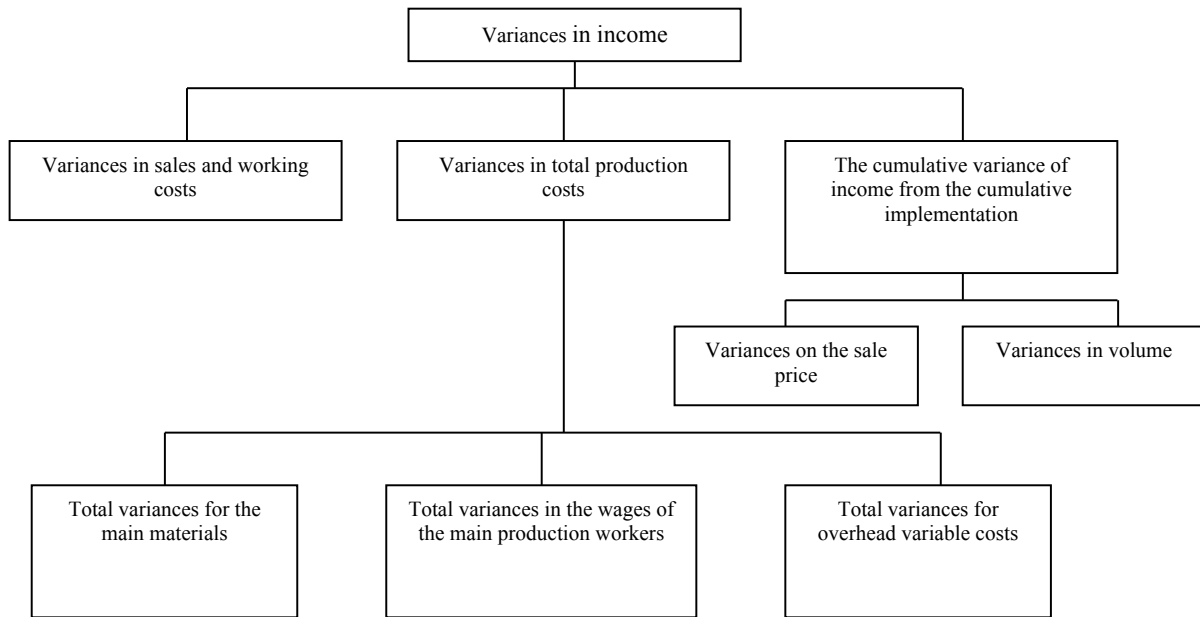 Variances in income
Variances in sales and working
costs
Variances in total production
costs
The cumulative variance of
income from the cumulative
implementation
Variances on the sale
price
Variances in volume
Total variances for the
main materials
Total variances in the wages of
the main production workers
Total variances for
overhead variable costs